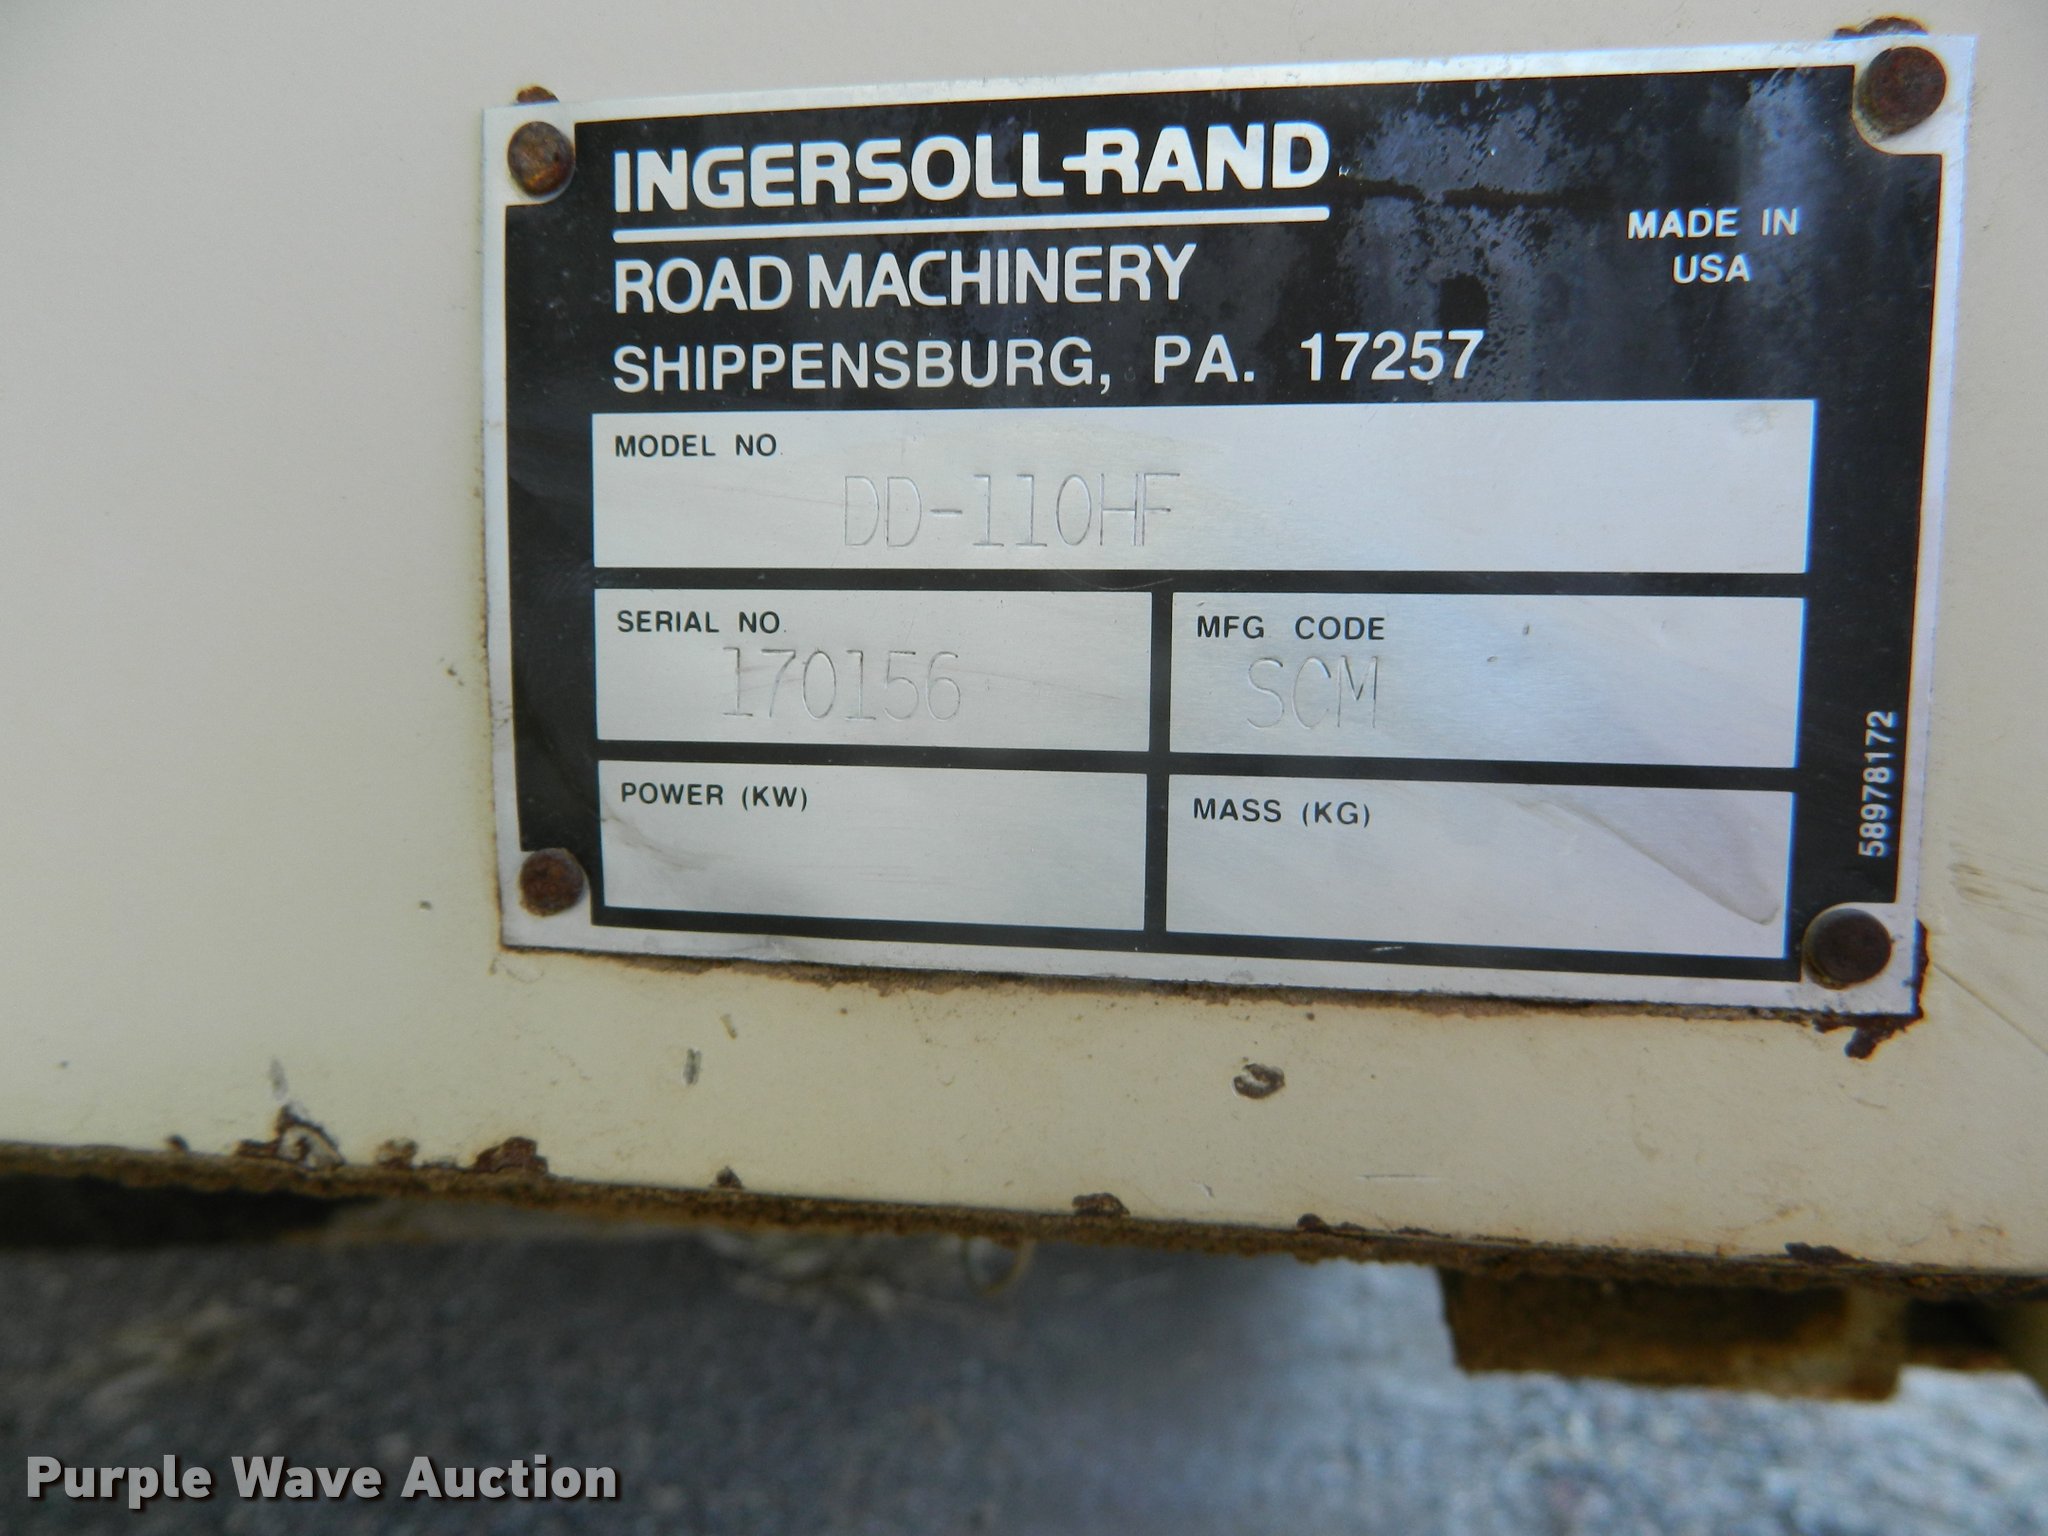 INGERSOLL-RAND
ROAD MACHINERY
SHIPPENSBURG, PA. 17257
MADE IN
USA
MODEL NO.
DD-110HF
SERIAL NO.
170156
MFG CODE
SCM
POWER (KW)
MASS (KG)
58978172
Purple Wave Auction